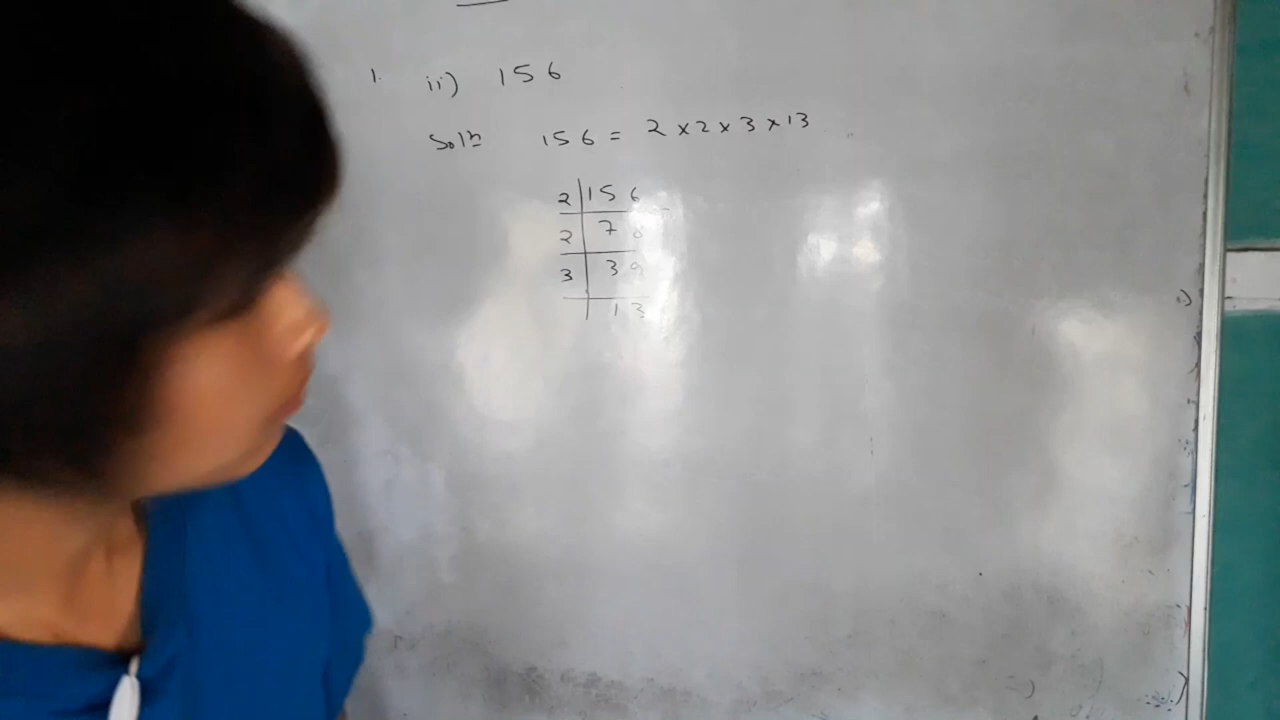 1. ii) 156
Soln 156 = 2 × 2 × 3 × 13
2 | 156
2 | 78
3 | 39
| 13